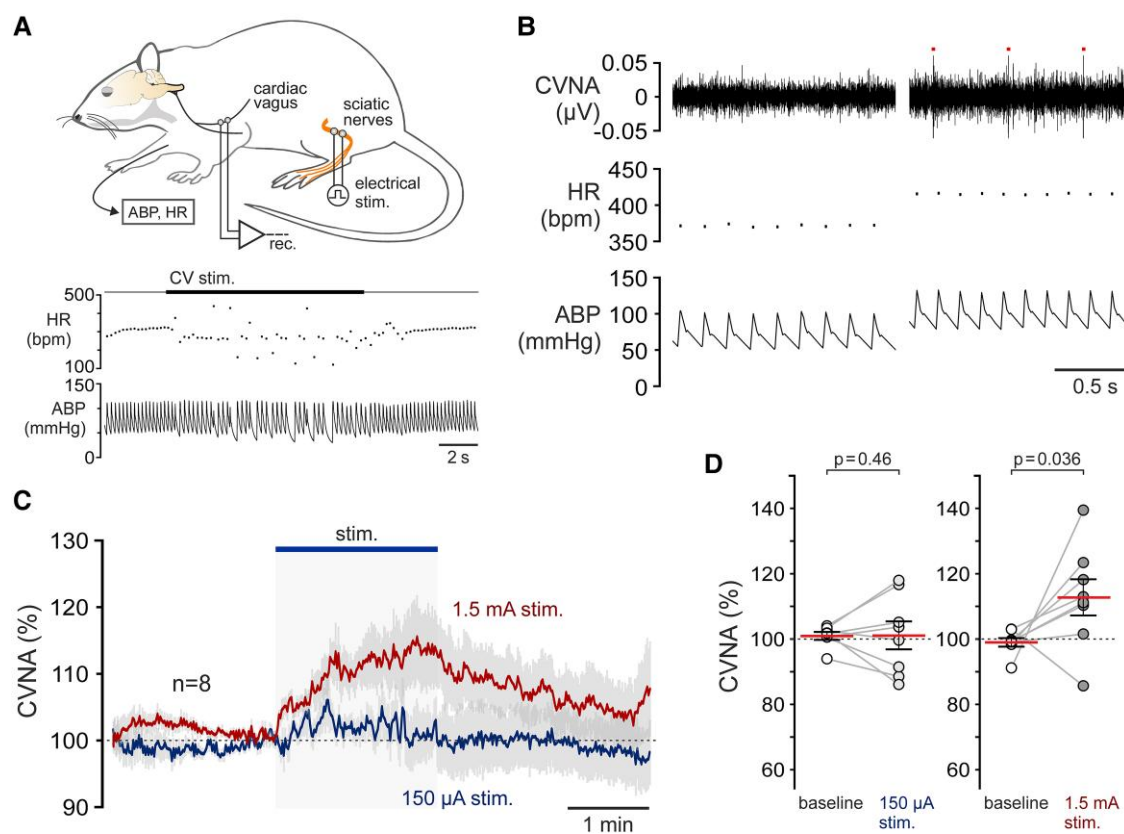 A
cardiac
vagus
sciatic
nerves
electrical
stim.
ABP, HR
rec.
CV stim.
500
HR
(bpm)
100
150
ABP
(mmHg)
0
2 s
B
0.05
CVNA
0
(µV)
-0.05
450
HR
400
(bpm)
350
150
ABP
100
(mmHg)
50
0
0.5 s
C
130
stim.
120
1.5 mA stim.
CVNA (%)
110
n=8
100
150 µA stim.
90
1 min
D
p=0.46
p=0.036
140
140
120
120
CVNA (%)
100
100
80
80
60
60
baseline
150 µA
stim.
baseline
1.5 mA
stim.